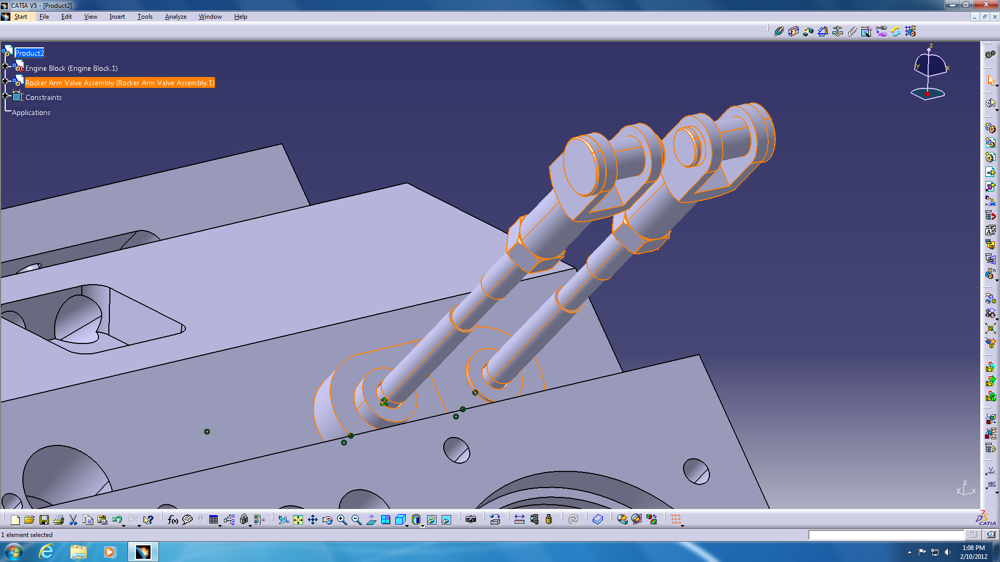 CATIA V5 - [Product2]
Start File Edit View Insert Tools Analyze Window Help
Product2
Engine Block (Engine Block.1)
Rocker Arm Valve Assembly (Rocker Arm Valve Assembly.1)
Constraints
Applications
z
y x
z
y x
ABC
f(x)
CATIA
1 element selected
1:08 PM
2/10/2012